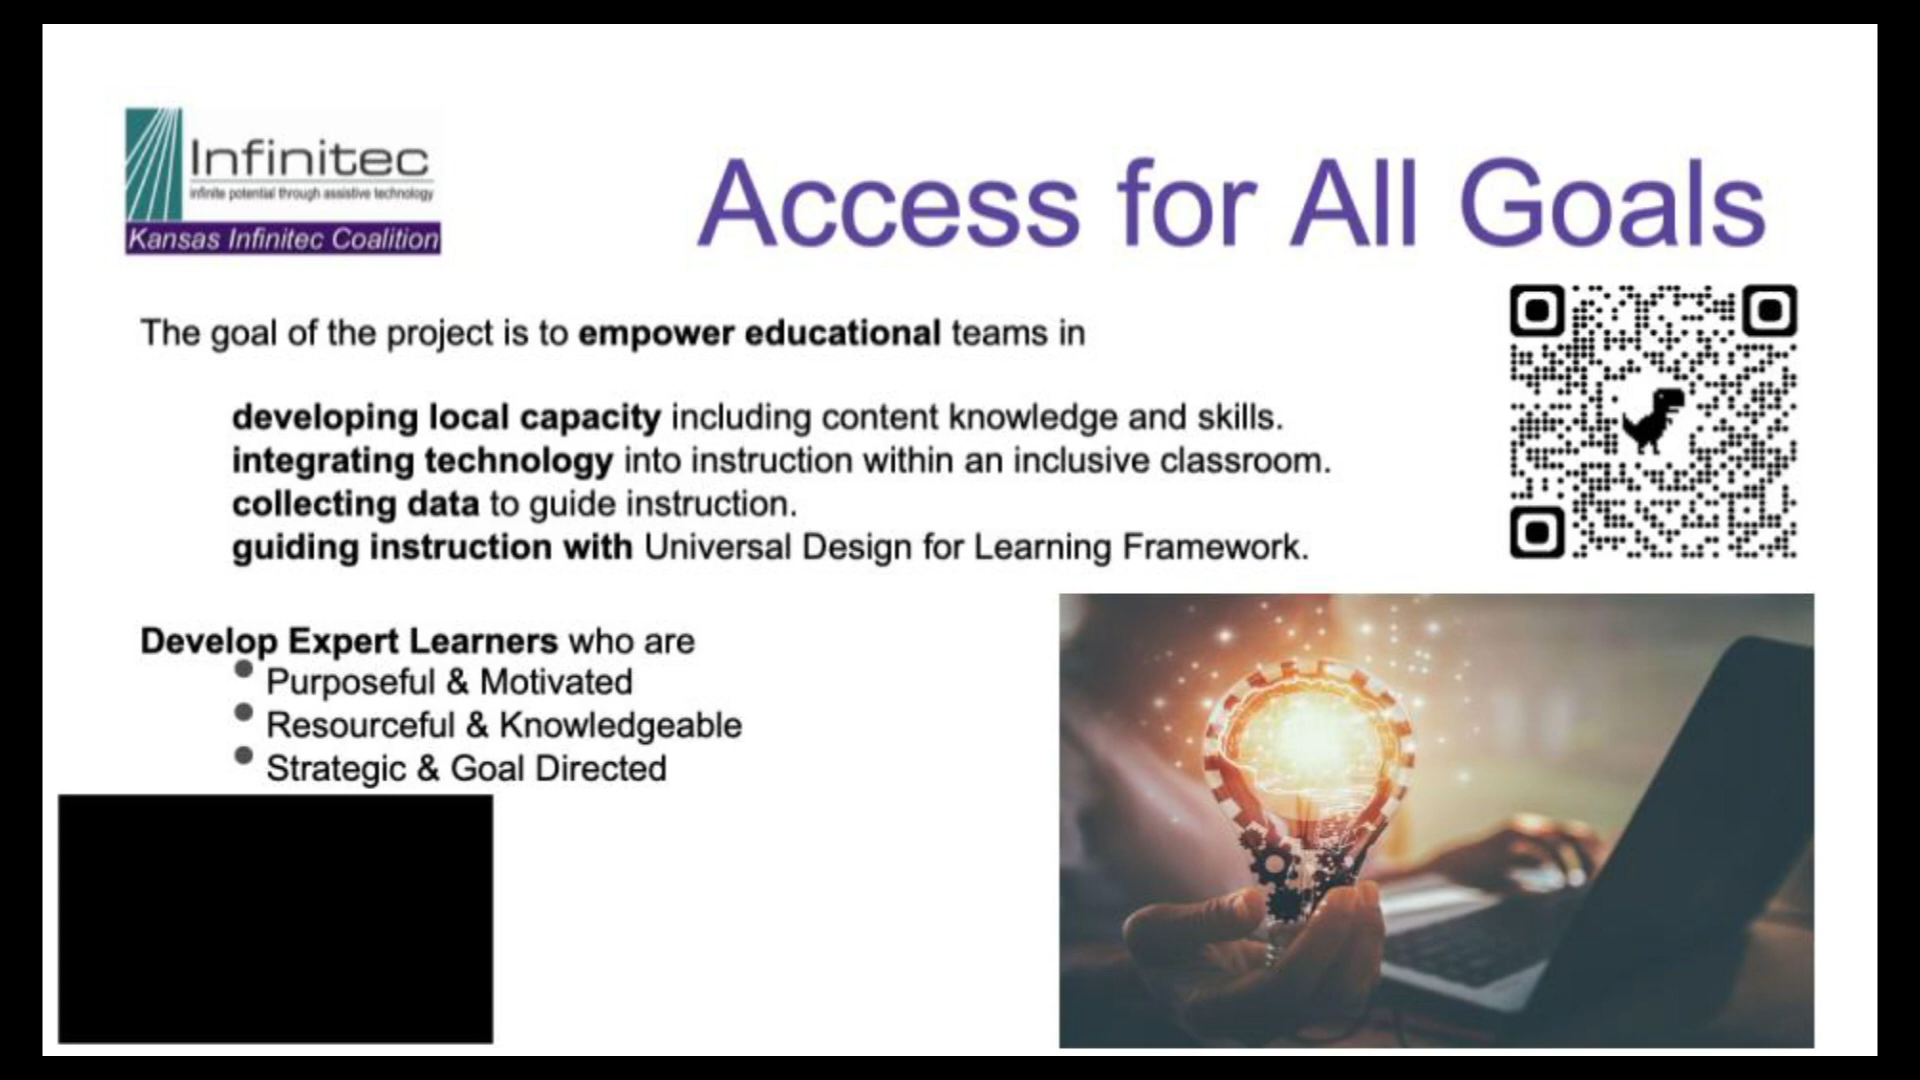 Infinitec
infinite potential through assistive technology
Kansas Infinitec Coalition
Access for All Goals
The goal of the project is to empower educational teams in
developing local capacity including content knowledge and skills.
integrating technology into instruction within an inclusive classroom.
collecting data to guide instruction.
guiding instruction with Universal Design for Learning Framework.
Develop Expert Learners who are
Purposeful & Motivated
Resourceful & Knowledgeable
Strategic & Goal Directed